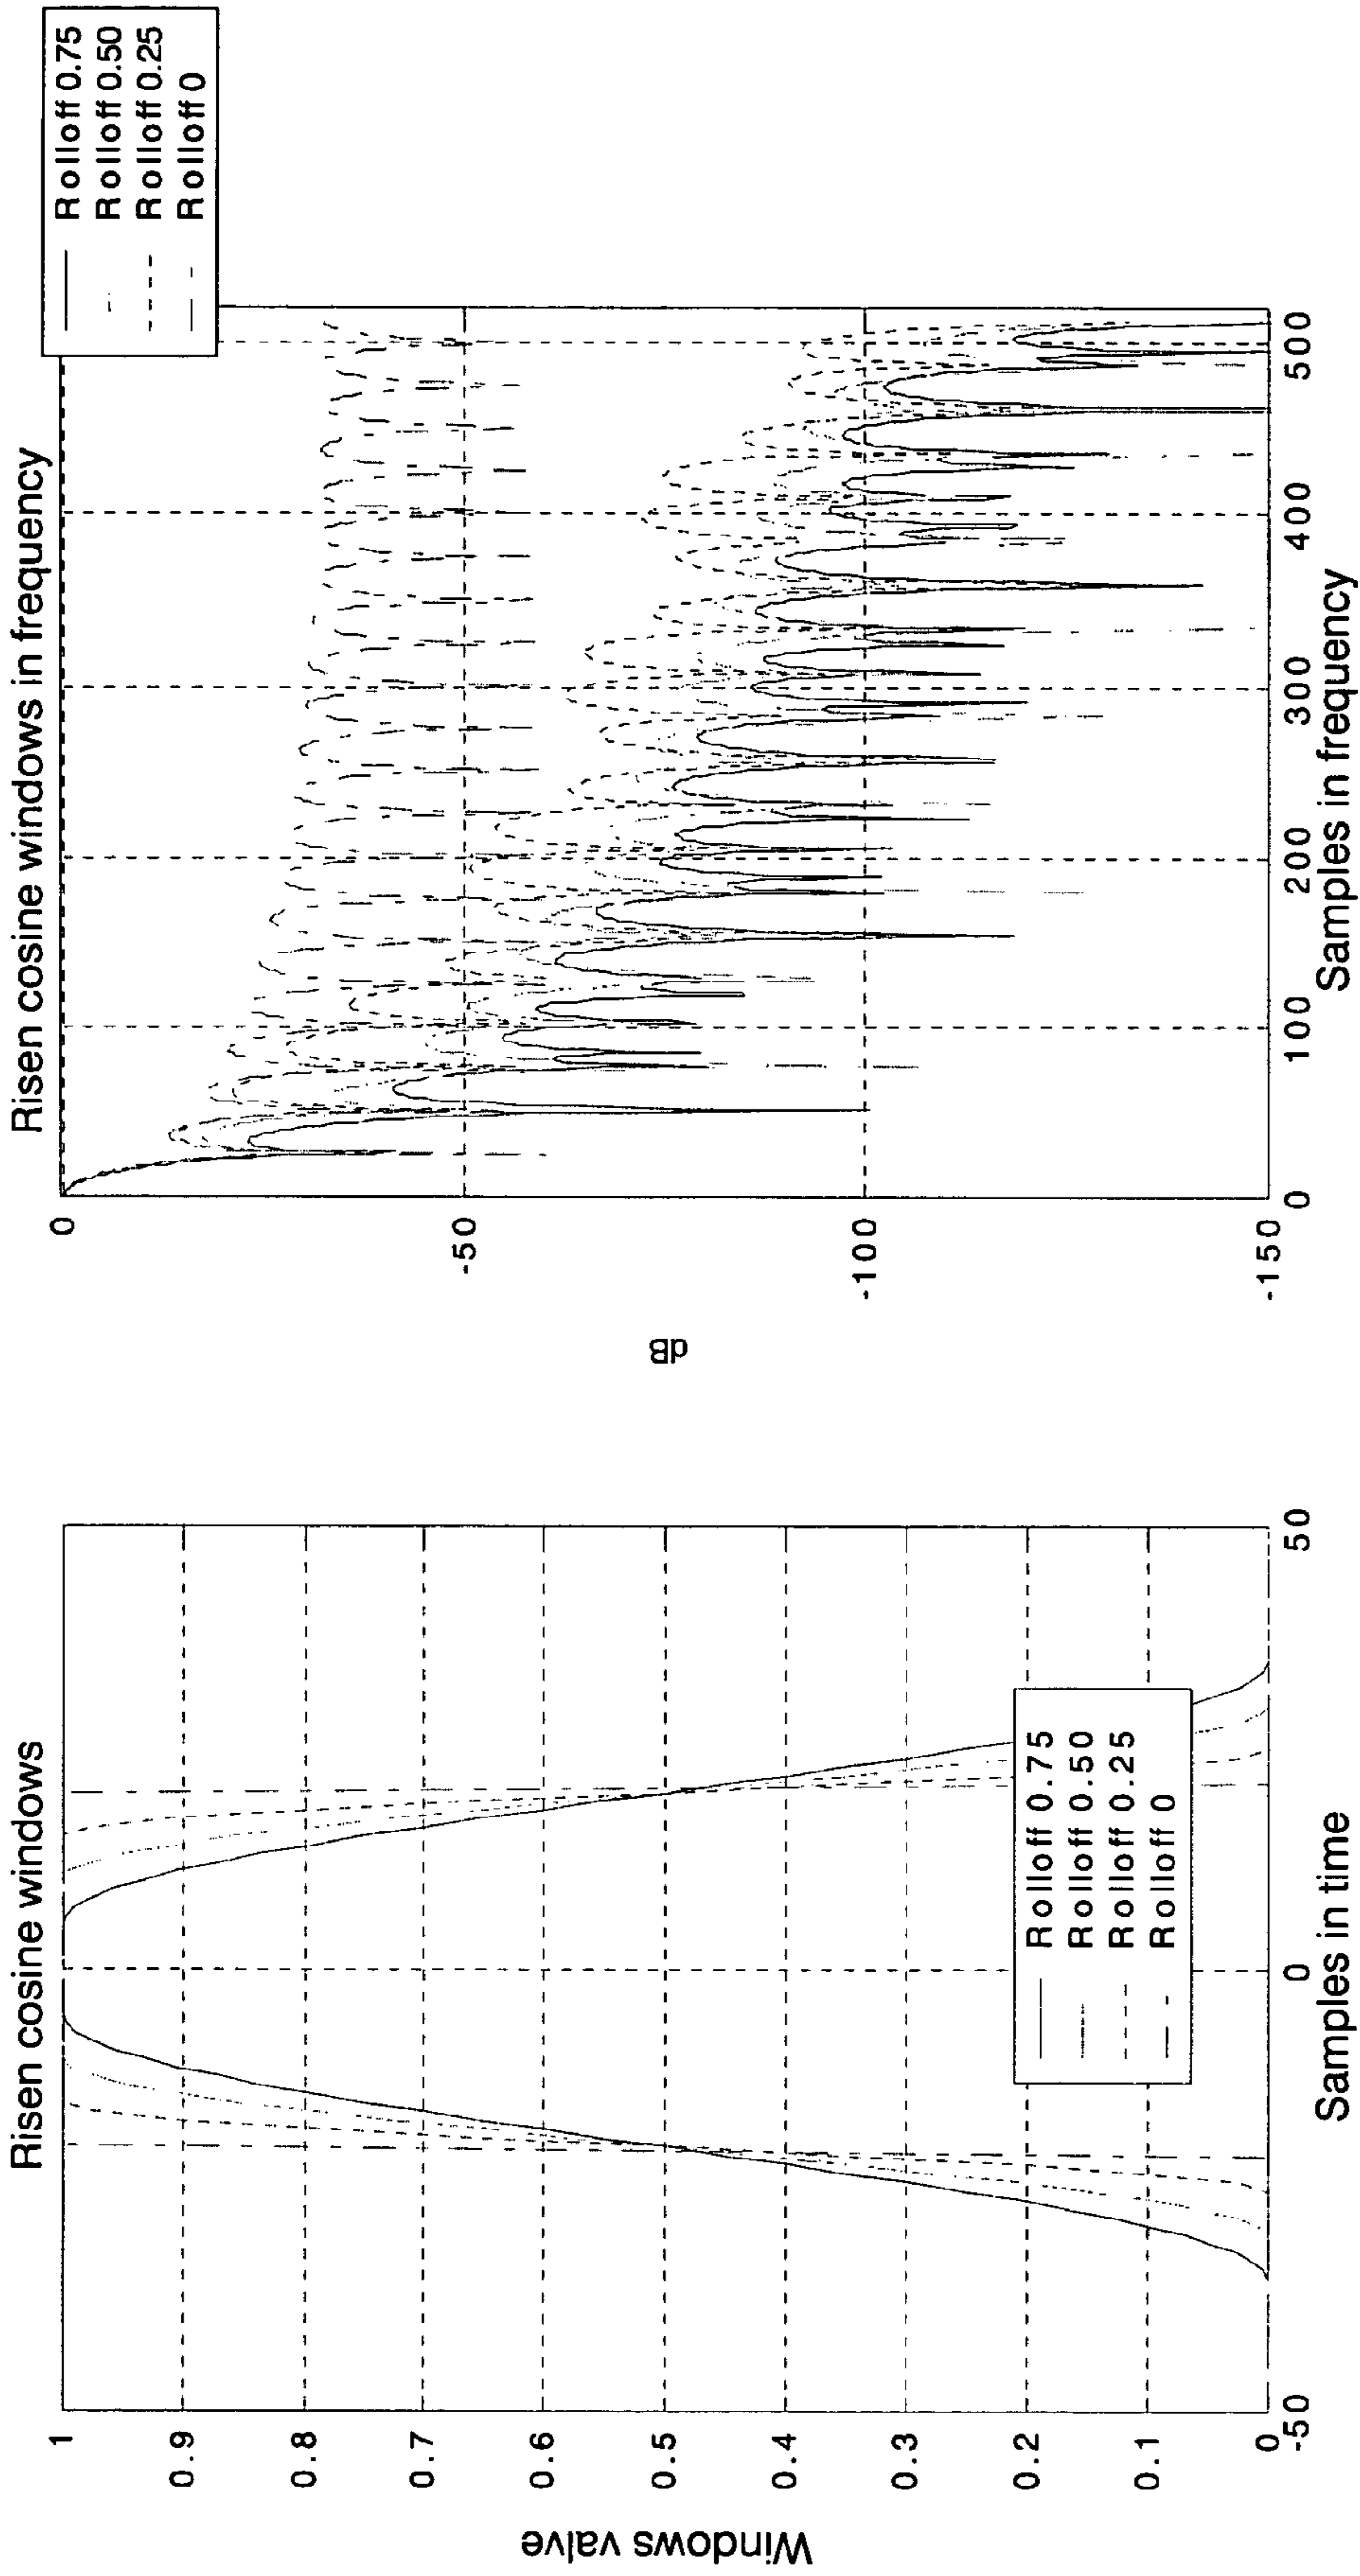 Risen cosine windows
Windows valve
1
0.9
0.8
0.7
0.6
0.5
0.4
0.3
0.2
0.1
0
-50
0
50
Samples in time
Rolloff 0.75
Rolloff 0.50
Rolloff 0.25
Rolloff 0
Risen cosine windows in frequency
dB
0
-50
-100
-150
0
100
200
300
400
500
Samples in frequency
Rolloff 0.75
Rolloff 0.50
Rolloff 0.25
Rolloff 0